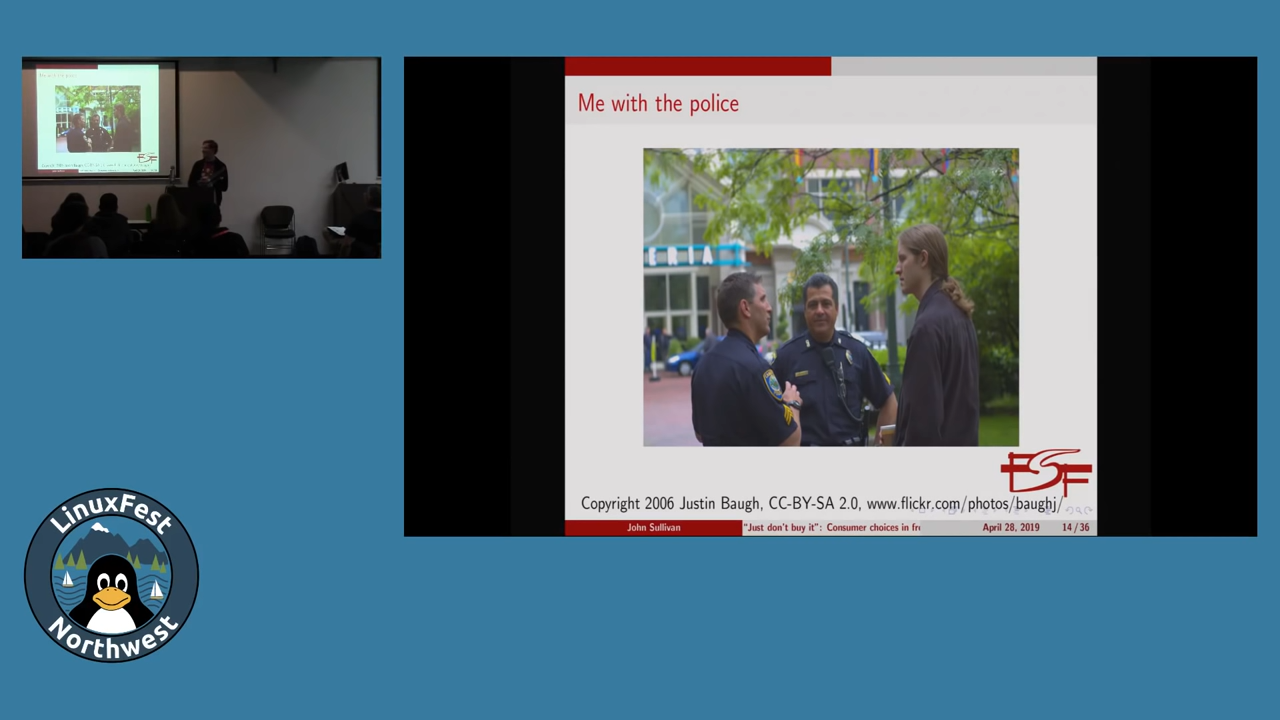 Me with the police
ERIA
FSF
Copyright 2006 Justin Baugh, CC-BY-SA 2.0, www.flickr.com/photos/baughj/
John Sullivan
"Just don't buy it": Consumer choices in fre
April 28, 2019
14 / 36
LinuxFest
Northwest